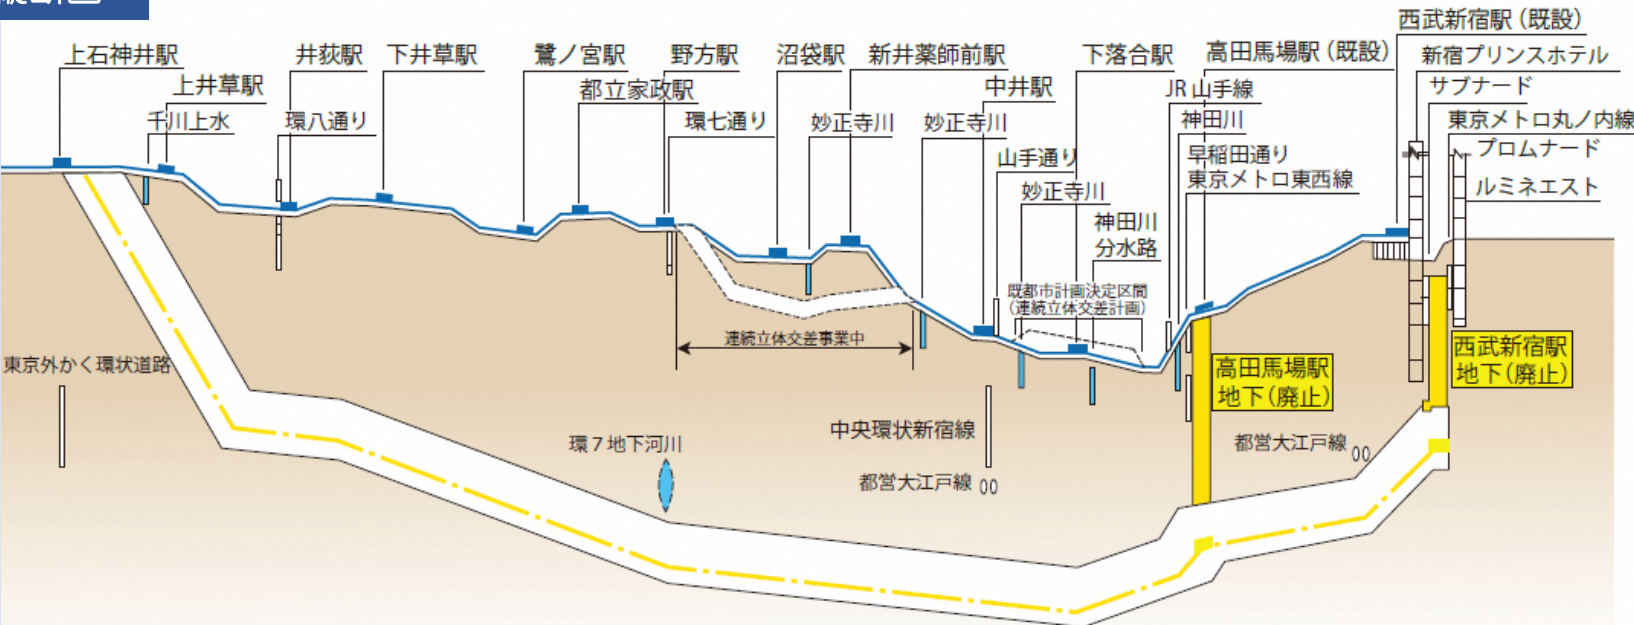 縦断図
西武新宿駅（既設）
上石神井駅
井荻駅
下井草駅
鷺ノ宮駅
野方駅
沼袋駅
新井薬師前駅
下落合駅
高田馬場駅（既設）
新宿プリンスホテル
上井草駅
都立家政駅
中井駅
JR山手線
サブナード
千川上水
環八通り
環七通り
妙正寺川
妙正寺川
神田川
東京メトロ丸ノ内線
山手通り
早稲田通り
プロムナード
妙正寺川
東京メトロ東西線
ルミネエスト
神田川
分水路
既都市計画決定区間
（連続立体交差計画）
連続立体交差事業中
東京外かく環状道路
高田馬場駅
地下（廃止）
西武新宿駅
地下（廃止）
環７地下河川
中央環状新宿線
都営大江戸線
都営大江戸線